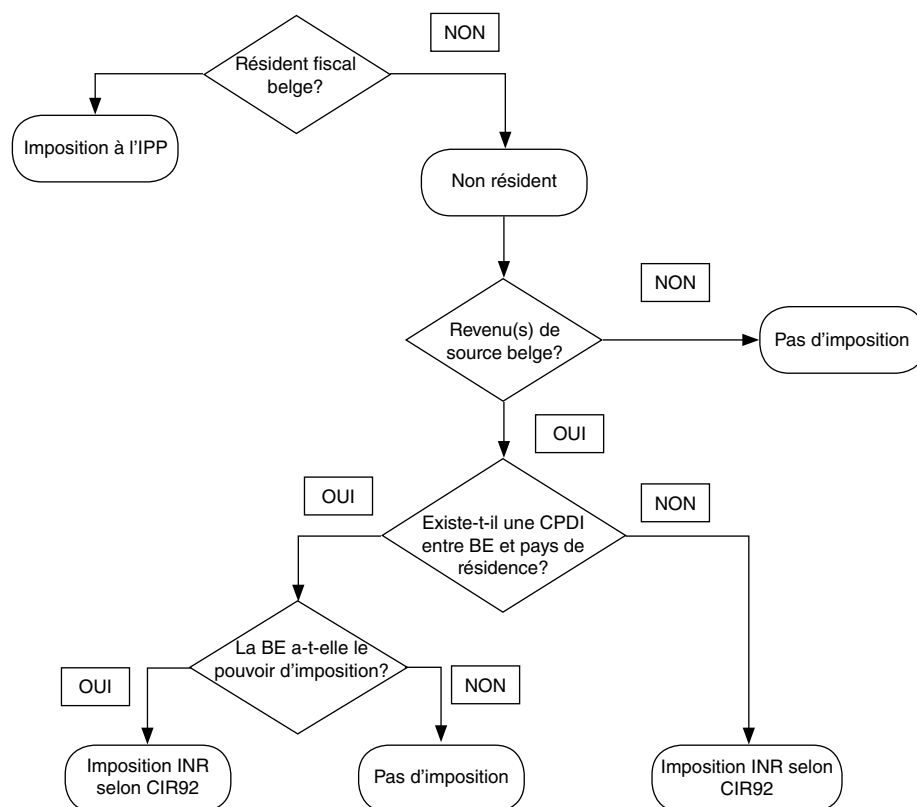 NON
Résident fiscal
belge?
Imposition à l'IPP
Non résident
NON
Revenu(s) de
source belge?
Pas d'imposition
OUI
OUI
NON
Existe-t-il une CPDI
entre BE et pays de
résidence?
La BE a-t-elle le
pouvoir d'imposition?
OUI
NON
Imposition INR
selon CIR92
Pas d'imposition
Imposition INR selon
CIR92